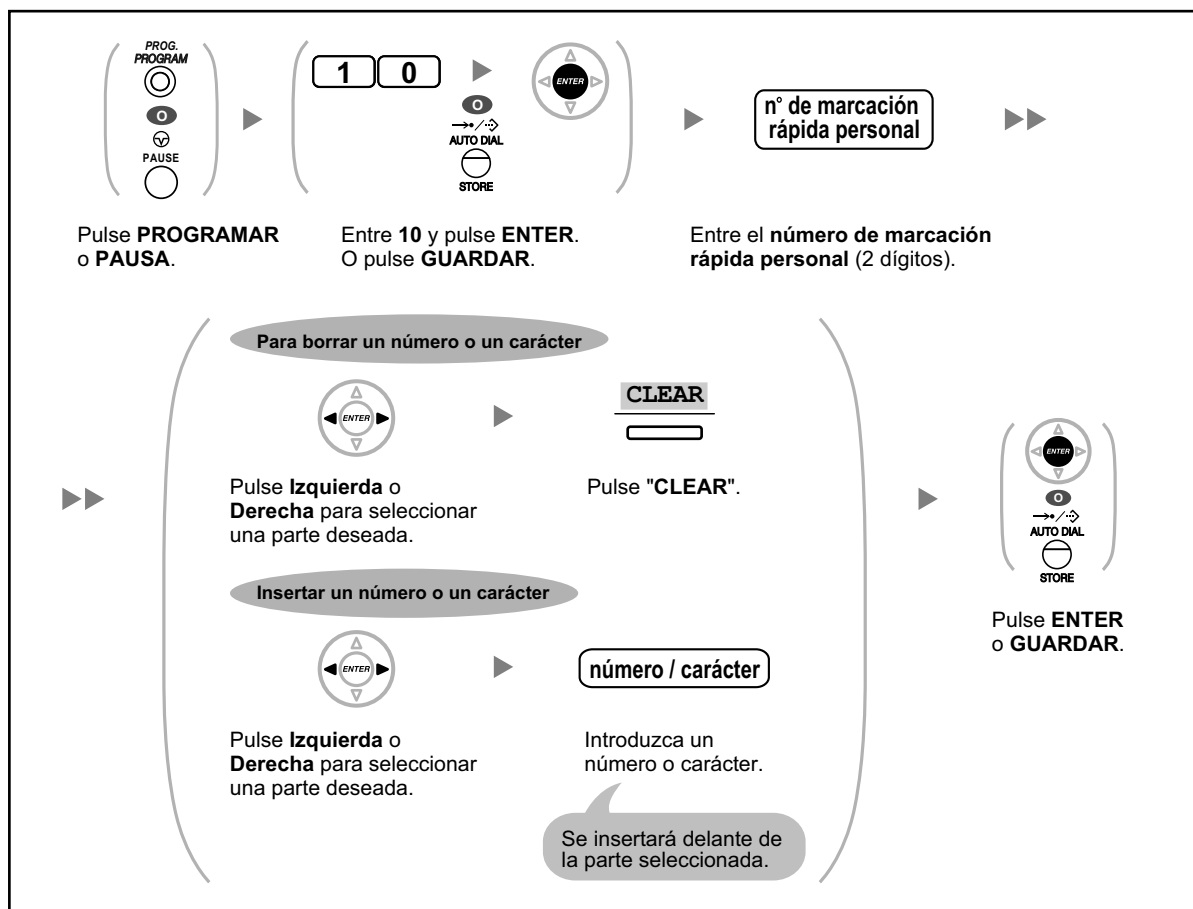 PROG.
PROGRAM
O
PAUSE
1 0
ENTER
O
AUTO DIAL
STORE
n° de marcación
rápida personal
Pulse PROGRAMAR
o PAUSA.
Entre 10 y pulse ENTER.
O pulse GUARDAR.
Entre el número de marcación
rápida personal (2 dígitos).
Para borrar un número o un carácter
ENTER
CLEAR
Pulse Izquierda o
Derecha para seleccionar
una parte deseada.
Pulse "CLEAR".
Insertar un número o un carácter
ENTER
número / carácter
Pulse Izquierda o
Derecha para seleccionar
una parte deseada.
Introduzca un
número o carácter.
Se insertará delante de
la parte seleccionada.
ENTER
O
AUTO DIAL
STORE
Pulse ENTER
o GUARDAR.